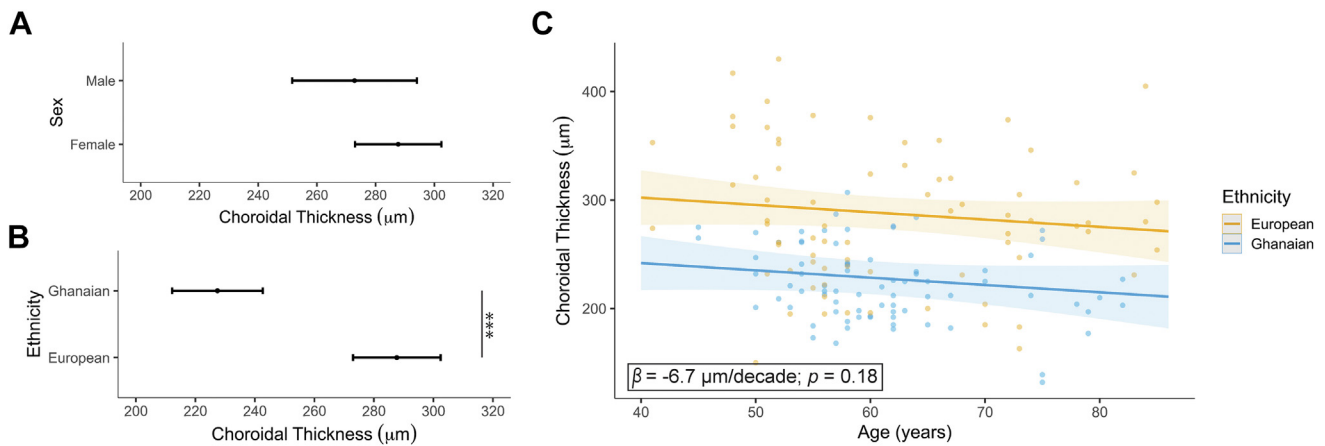 A
Male
Female
Sex
200 220 240 260 280 300 320
Choroidal Thickness (μm)
B
Ghanaian
European
Ethnicity
***
200 220 240 260 280 300 320
Choroidal Thickness (μm)
C
400
300
200
Choroidal Thickness (μm)
β = -6.7 μm/decade; p = 0.18
40 50 60 70 80
Age (years)
Ethnicity
European
Ghanaian